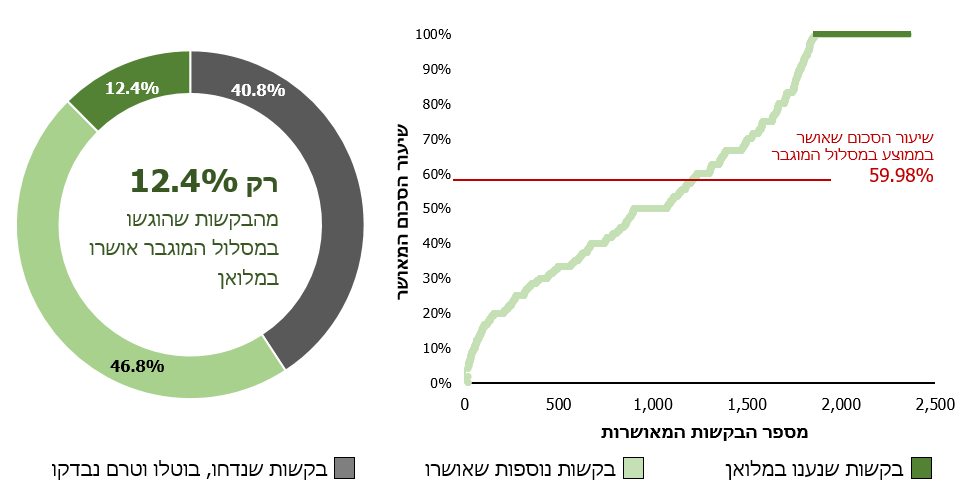 12.4%
40.8%
46.8%
רק 12.4%
מהבקשות שהוגשו
במסלול המוגבר אושרו
במלואן
שיעור הסכום המאושר
100%
90%
80%
70%
60%
50%
40%
30%
20%
10%
0%
שיעור הסכום שאושר
בממוצע במסלול המוגבר
59.98%
0 500 1,000 1,500 2,000 2,500
מספר הבקשות המאושרות
בקשות שנענו במלואן
בקשות נוספות שאושרו
בקשות שנדחו, בוטלו וטרם נבדקו